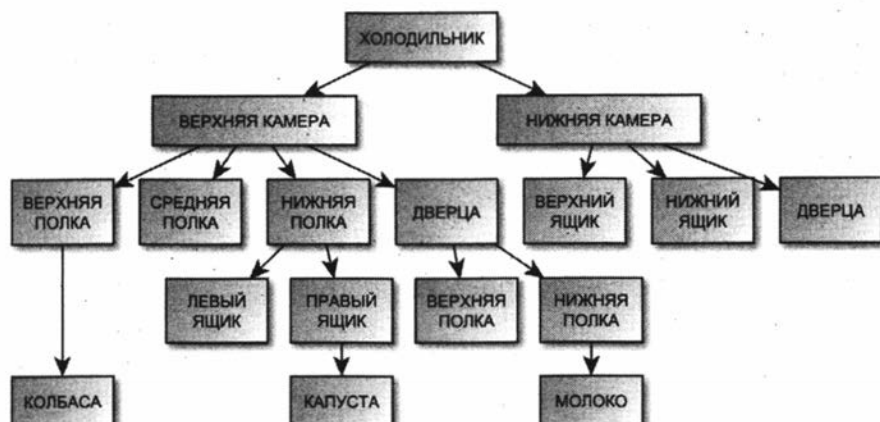 ХОЛОДИЛЬНИК
ВЕРХНЯЯ КАМЕРА
НИЖНЯЯ КАМЕРА
ВЕРХНЯЯ
ПОЛКА
СРЕДНЯЯ
ПОЛКА
НИЖНЯЯ
ПОЛКА
ДВЕРЦА
ВЕРХНИЙ
ЯЩИК
НИЖНИЙ
ЯЩИК
ДВЕРЦА
ЛЕВЫЙ
ЯЩИК
ПРАВЫЙ
ЯЩИК
ВЕРХНЯЯ
ПОЛКА
НИЖНЯЯ
ПОЛКА
КОЛБАСА
КАПУСТА
МОЛОКО